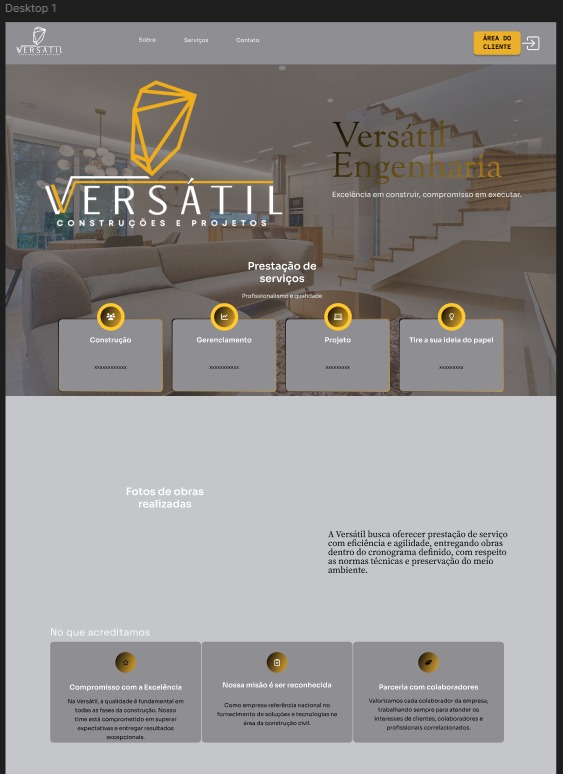 Desktop 1
VERSÁTIL
Sobre
Serviços
Contato
ÁREA DO
CLIENTE
VERSÁTIL
CONSTRUÇÕES E PROJETOS
Versátil
Engenharia
Excelência em construir, compromisso em executar.
Prestação de
serviços
Profissionalismo e qualidade
Construção
Gerenciamento
Projeto
Tire a sua ideia do papel
xxxxxxxxxxxx
xxxxxxxxxxx
xxxxxxxxx
xxxxxxxxx
Fotos de obras
realizadas
A Versátil busca oferecer prestação de serviço
com eficiência e agilidade, entregando obras
dentro do cronograma definido, com respeito
as normas técnicas e preservação do meio
ambiente.
No que acreditamos
Compromisso com a Excelência
Na Versátil, a qualidade é fundamental em
todas as fases da construção. Nosso
time está comprometido em superar
expectativas e entregar resultados
excepcionais.
Nossa misão é ser reconhecida
Como empresa referência nacional no
fornecimento de soluções e tecnologias na
área da construção civil.
Parceria com colaboradores
Valorizamos cada colaborador da empresa,
trabalhando sempre para atender os
interesses de clientes, colaboradores e
profissionais correlacionados.